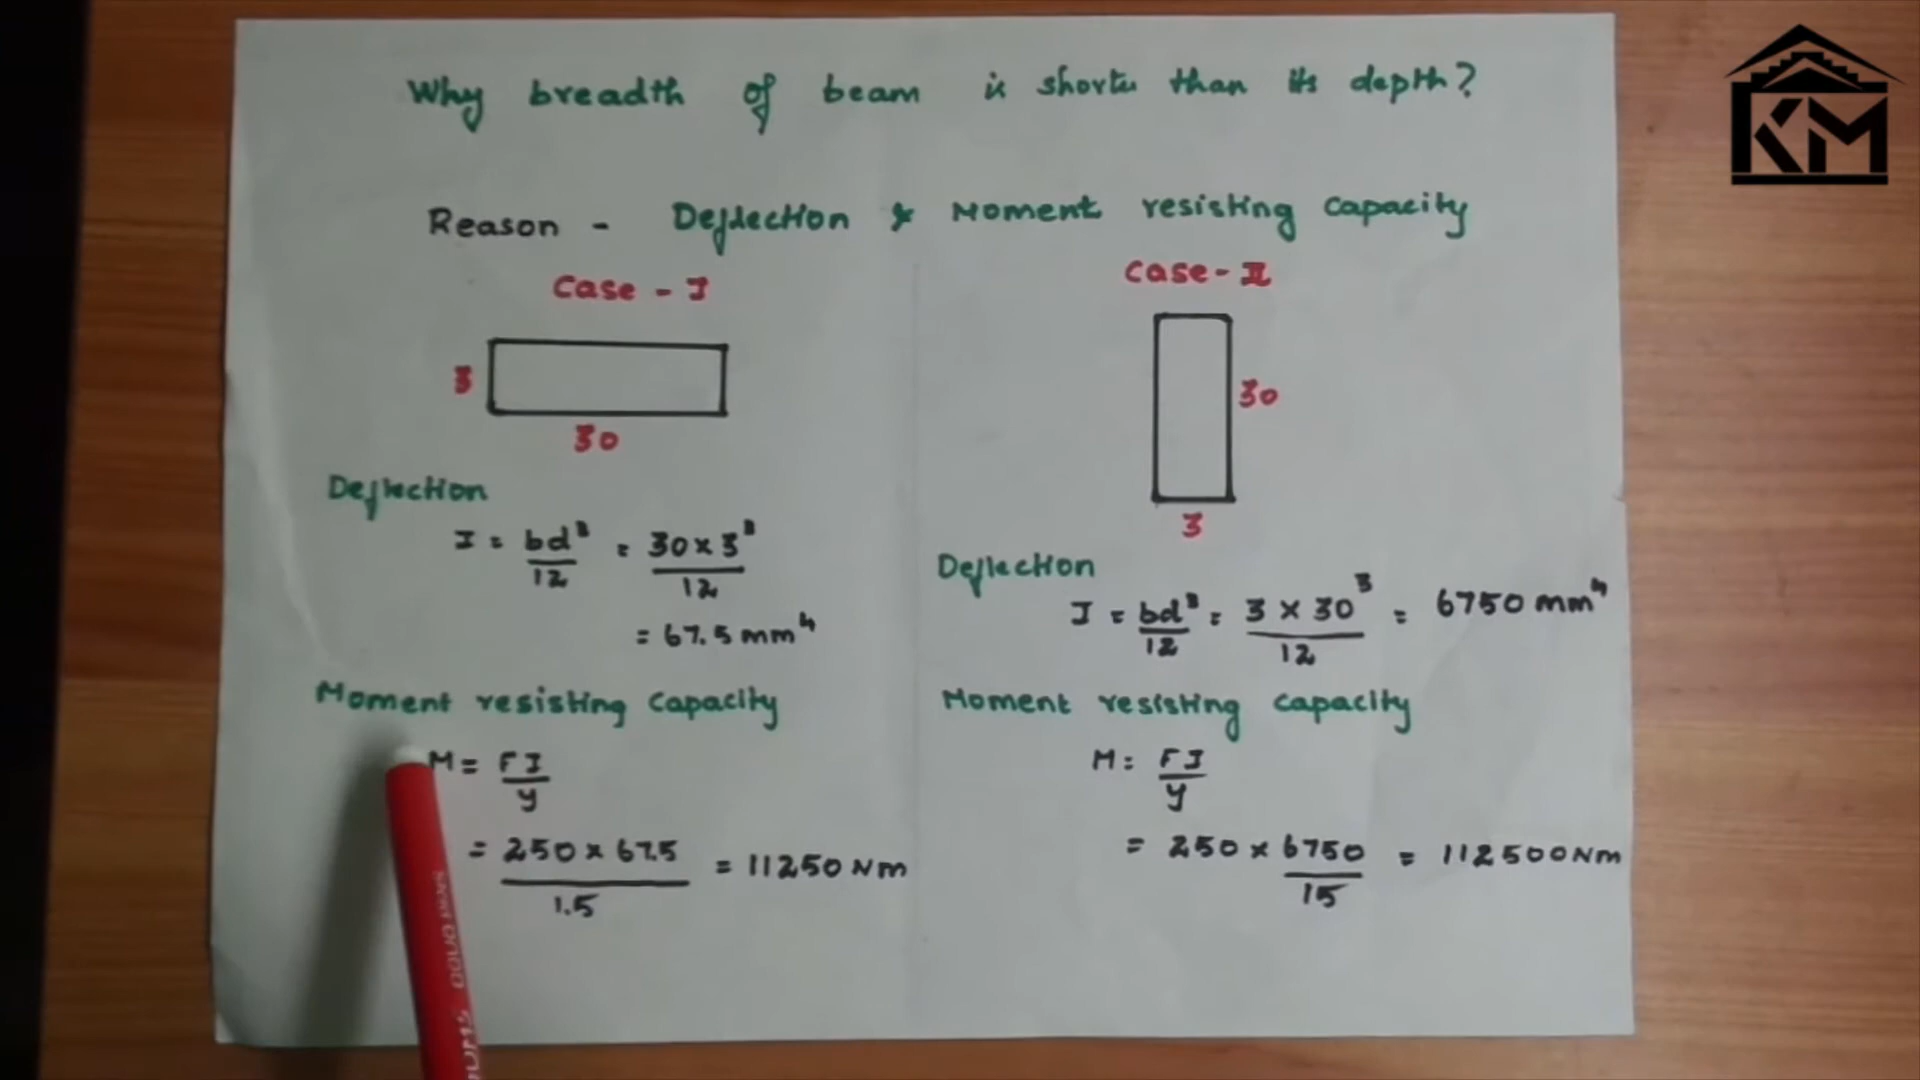 KM
Why breadth of beam is shorter than its depth?
Reason - Deflection & Moment resisting capacity
Case - I
3
30
Deflection
I = bd³/12 = 30 × 3³/12
= 67.5 mm⁴
Moment resisting capacity
M = FI/y
= 250 × 67.5/1.5 = 11250 Nm
Case - II
30
3
Deflection
I = bd³/12 = 3 × 30³/12 = 6750 mm⁴
Moment resisting capacity
M = FI/y
= 250 × 6750/15 = 112500 Nm